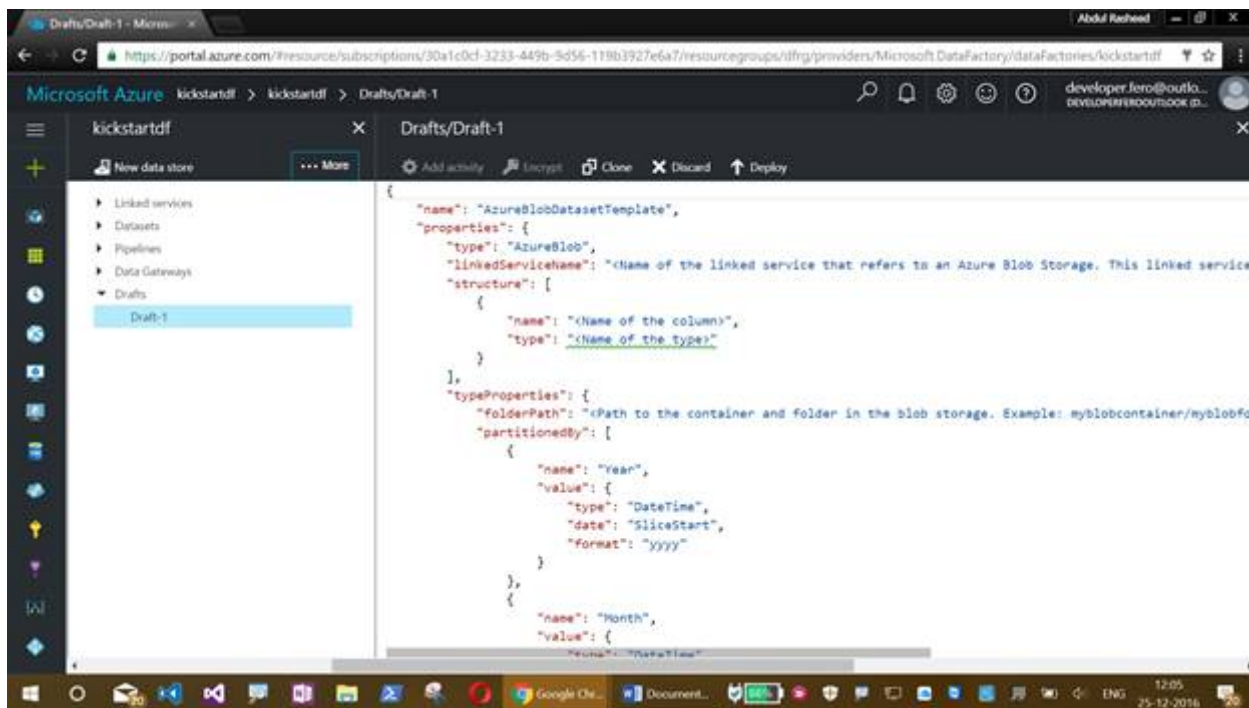 Drafts/Draft-1 - Micros
Abdul Rasheed
https://portal.azure.com/#resource/subscriptions/30a1c0cf-3233-449b-9d56-119b3927e6a7/resourcegroups/dfrg/providers/Microsoft.DataFactory/dataFactories/kickstartdf
Microsoft Azure kickstartdf > kickstartdf > Drafts/Draft-1
developer.fero@outlo...
DEVELOPERFEROOUTLOOK (D...
kickstartdf
Drafts/Draft-1
New data store
... More
Add activity Encrypt Clone Discard Deploy
Linked services
Datasets
Pipelines
Data Gateways
Drafts
Draft-1
{
"name": "AzureBlobDatasetTemplate",
"properties": {
"type": "AzureBlob",
"linkedServiceName": "<Name of the linked service that refers to an Azure Blob Storage. This linked service
"structure": [
{
"name": "<Name of the column>",
"type": "<Name of the type>"
}
],
"typeProperties": {
"folderPath": "<Path to the container and folder in the blob storage. Example: myblobcontainer/myblobfo
"partitionedBy": [
{
"name": "Year",
"value": {
"type": "DateTime",
"date": "SliceStart",
"format": "yyyy"
}
},
{
"name": "Month",
"value": {
"type": "DateTime"
Google Chr... Document... ENG 12:05
25-12-2016